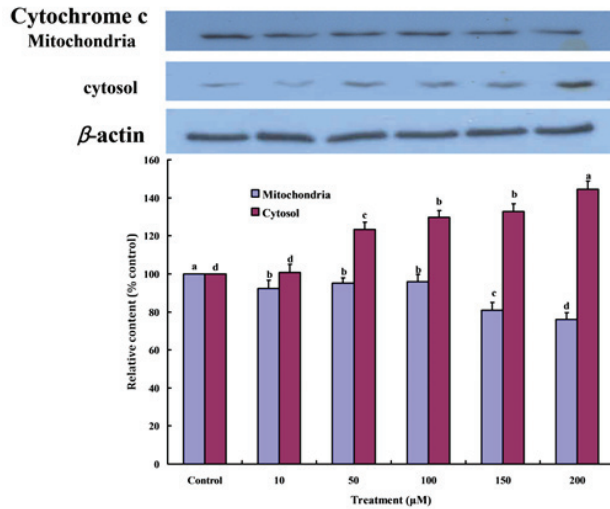 Cytochrome c
Mitochondria
cytosol
β-actin
160
140
120
100
80
60
40
20
0
Relative content (% control)
Mitochondria
Cytosol
a d
b d
b c
b b
c b
d a
Control 10 50 100 150 200
Treatment (µM)